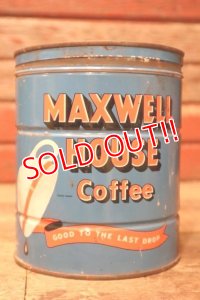 MAXWELL
SOLD OUT!!
HOUSE
Coffee
GOOD TO THE LAST DROP